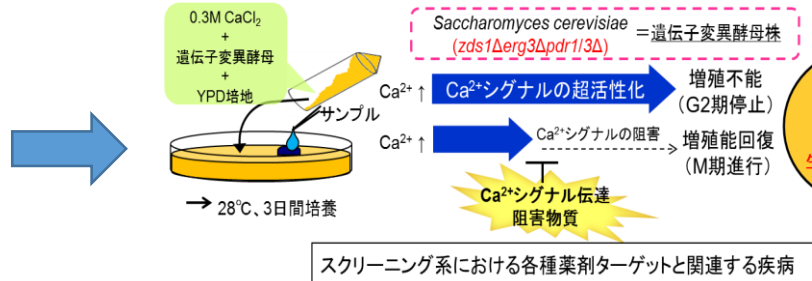 0.3M CaCl₂
+
遺伝子変異酵母
+
YPD培地
サンプル
→ 28℃、3日間培養
Saccharomyces cerevisiae
(zds1Δerg3Δpdr1/3Δ)
=遺伝子変異酵母株
Ca²⁺ ↑
Ca²⁺シグナルの超活性化
増殖不能
(G2期停止)
Ca²⁺ ↑
Ca²⁺シグナルの阻害
増殖能回復
(M期進行)
Ca²⁺シグナル伝達
阻害物質
スクリーニング系における各種薬剤ターゲットと関連する疾病